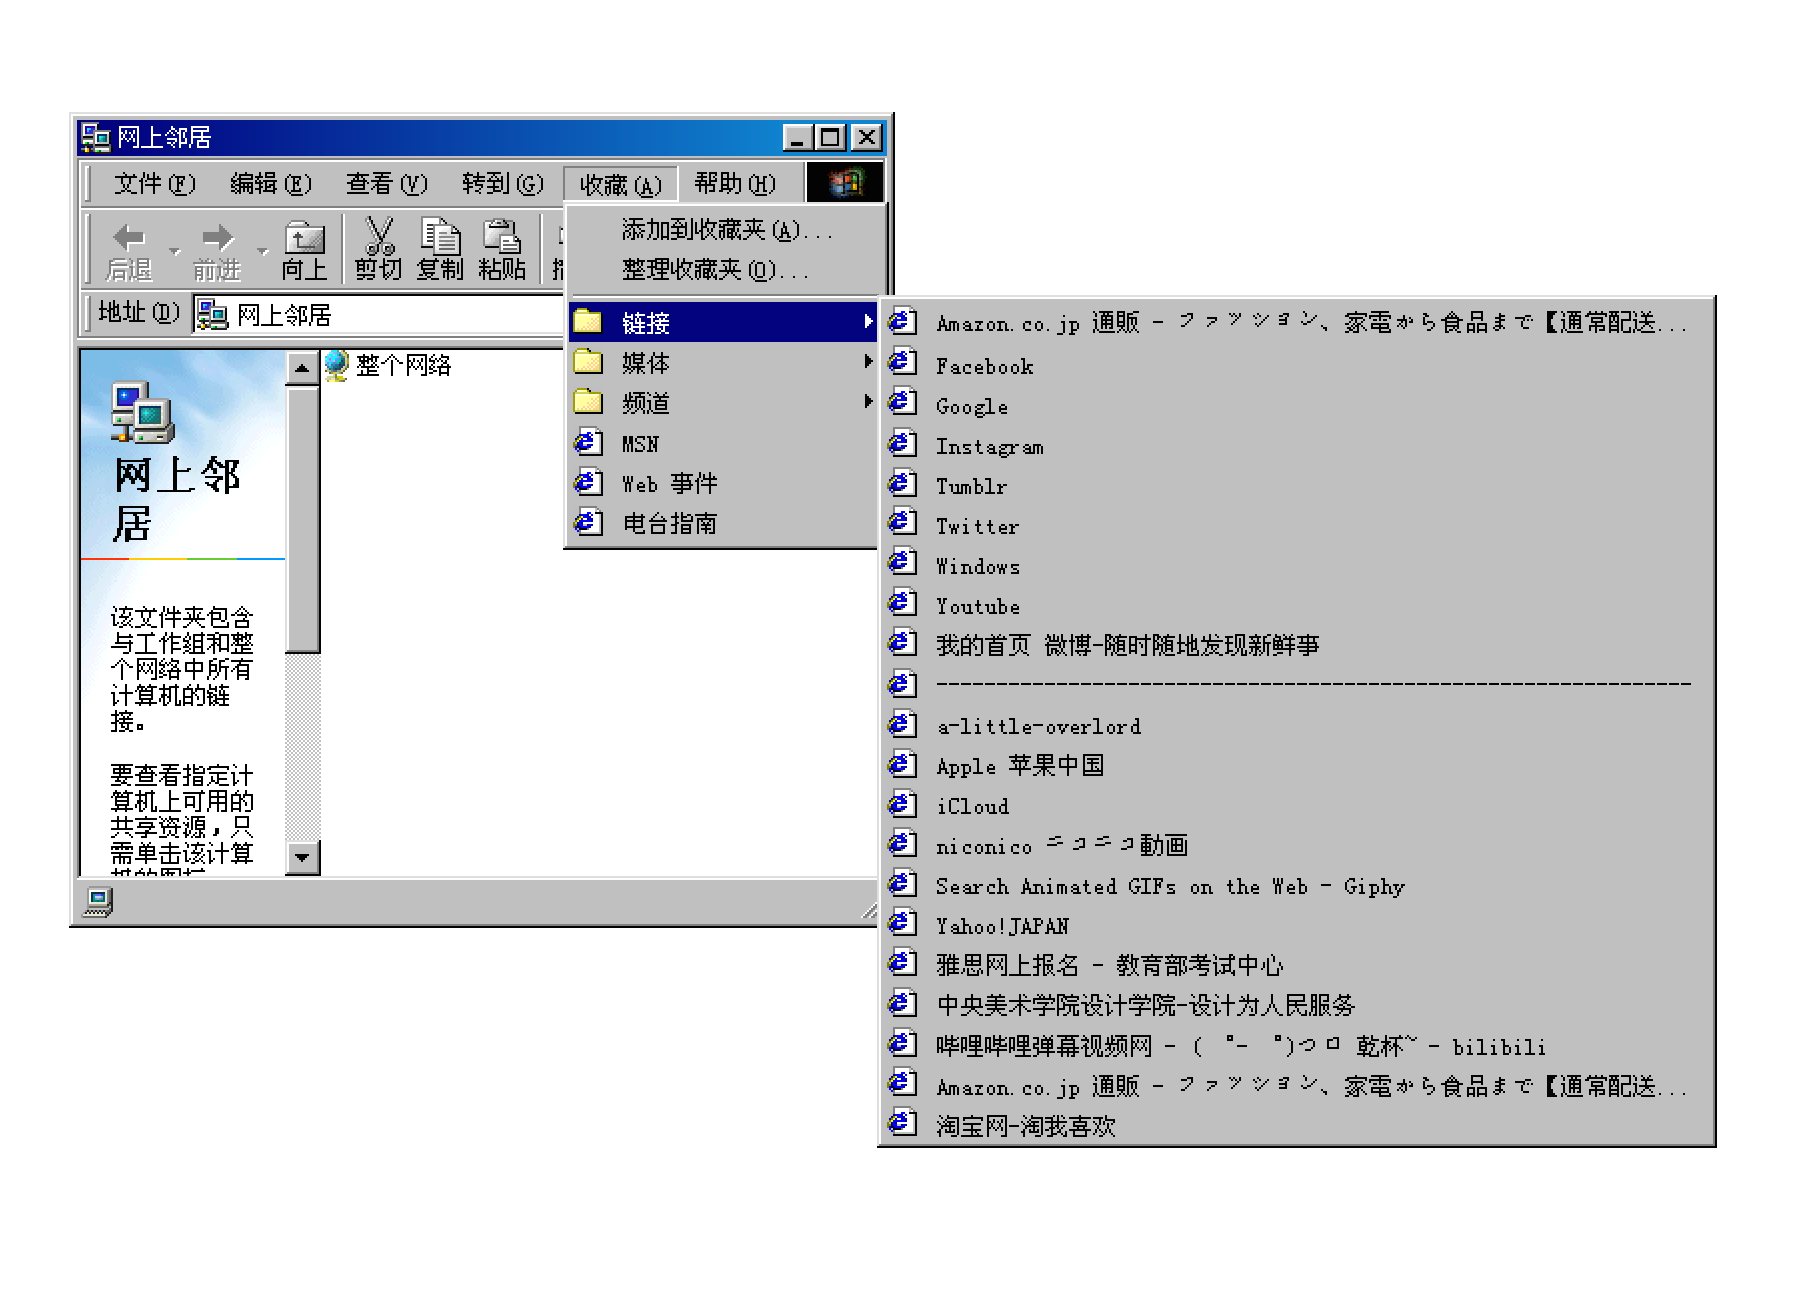 网上邻居
文件(F) 编辑(E) 查看(V) 转到(G) 收藏(A) 帮助(H)
后退 前进 向上 剪切 复制 粘贴
地址(D) 网上邻居
网上邻
居
该文件夹包含
与工作组和整
个网络中所有
计算机的链
接。
要查看指定计
算机上可用的
共享资源，只
需单击该计算
机的图标
整个网络
添加到收藏夹(A)...
整理收藏夹(O)...
链接
媒体
频道
MSN
Web 事件
电台指南
Amazon.co.jp 通販 - ファッション、家電から食品まで【通常配送...
Facebook
Google
Instagram
Tumblr
Twitter
Windows
Youtube
我的首页 微博-随时随地发现新鲜事
---------------------------------------------------------------
a-little-overlord
Apple 苹果中国
iCloud
niconico ニコニコ動画
Search Animated GIFs on the Web - Giphy
Yahoo!JAPAN
雅思网上报名 - 教育部考试中心
中央美术学院设计学院-设计为人民服务
哔哩哔哩弹幕视频网 - ( ゜- ゜)つロ 乾杯~ - bilibili
Amazon.co.jp 通販 - ファッション、家電から食品まで【通常配送...
淘宝网-淘我喜欢